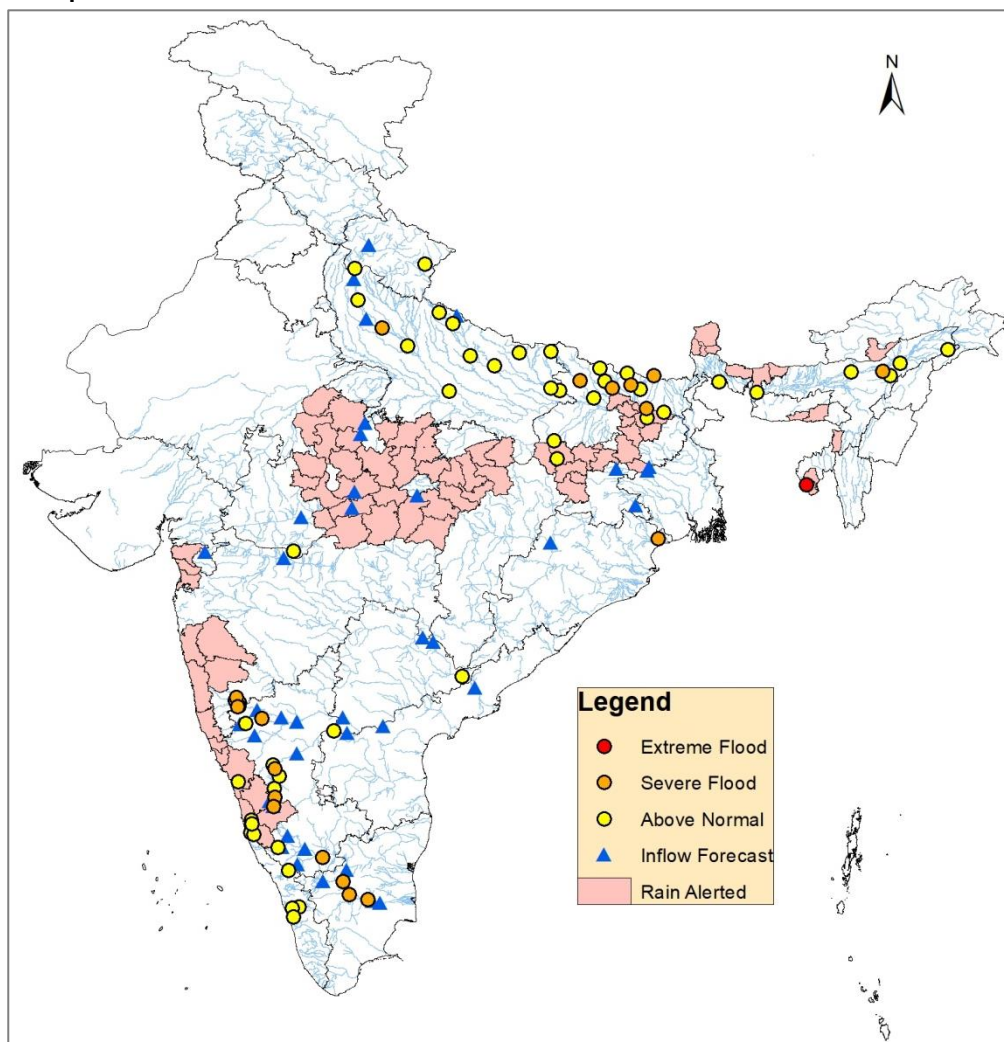 N
Legend
Extreme Flood
Severe Flood
Above Normal
Inflow Forecast
Rain Alerted